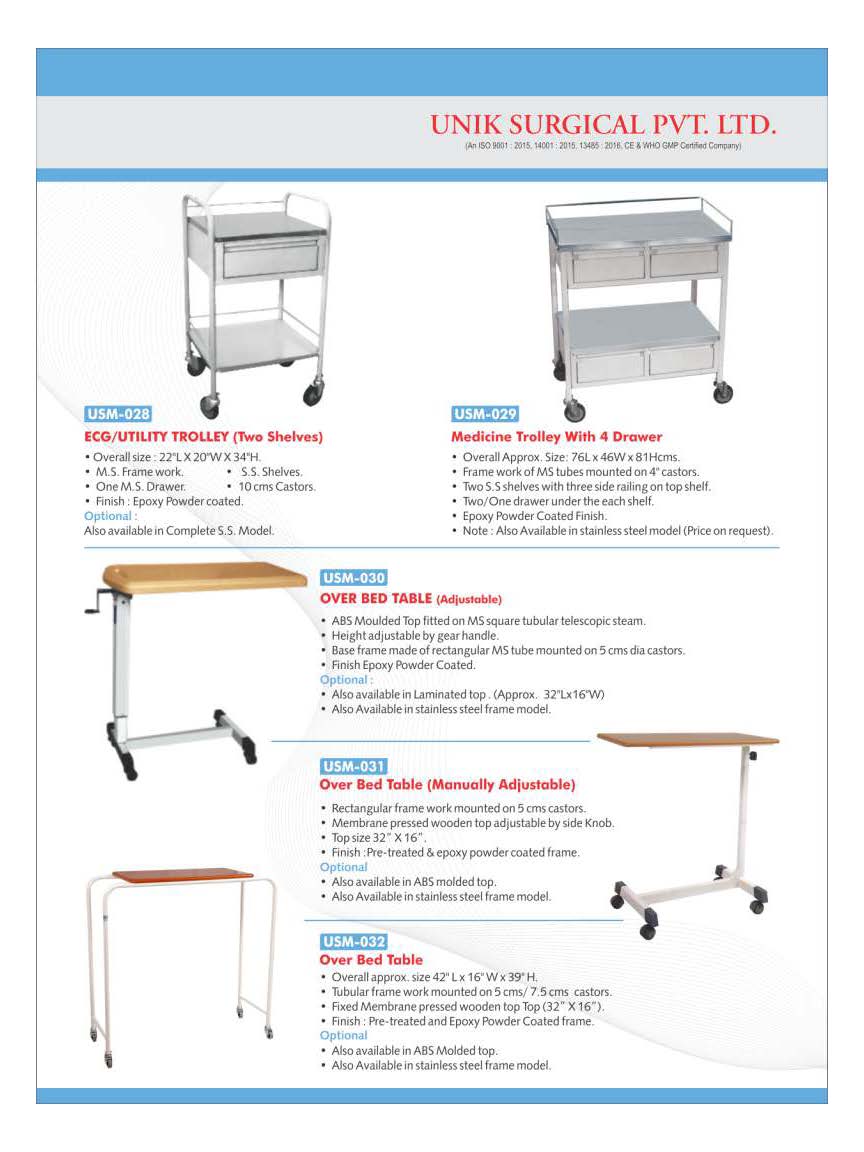 UNIK SURGICAL PVT. LTD.
(An ISO 9001 : 2015, 14001 : 2015, 13485 : 2016, CE & WHO GMP Certified Company)
USM-028
ECG/UTILITY TROLLEY (Two Shelves)
• Overall size : 22"L X 20"W X 34"H.
• M.S. Frame work. • S.S. Shelves.
• One M.S. Drawer. • 10 cms Castors.
• Finish : Epoxy Powder coated.
Optional :
Also available in Complete S.S. Model.
USM-029
Medicine Trolley With 4 Drawer
• Overall Approx. Size: 76L x 46W x 81Hcms.
• Frame work of MS tubes mounted on 4" castors.
• Two S.S shelves with three side railing on top shelf.
• Two/One drawer under the each shelf.
• Epoxy Powder Coated Finish.
• Note : Also Available in stainless steel model (Price on request).
USM-030
OVER BED TABLE (Adjustable)
• ABS Moulded Top fitted on MS square tubular telescopic steam.
• Height adjustable by gear handle.
• Base frame made of rectangular MS tube mounted on 5 cms dia castors.
• Finish Epoxy Powder Coated.
Optional :
• Also available in Laminated top . (Approx. 32"Lx16"W)
• Also Available in stainless steel frame model.
USM-031
Over Bed Table (Manually Adjustable)
• Rectangular frame work mounted on 5 cms castors.
• Membrane pressed wooden top adjustable by side Knob.
• Top size 32” X 16”.
• Finish :Pre-treated & epoxy powder coated frame.
Optional
• Also available in ABS molded top.
• Also Available in stainless steel frame model.
USM-032
Over Bed Table
• Overall approx. size 42" L x 16" W x 39" H.
• Tubular frame work mounted on 5 cms/ 7.5 cms castors.
• Fixed Membrane pressed wooden top Top (32” X 16”).
• Finish : Pre-treated and Epoxy Powder Coated frame.
Optional
• Also available in ABS Molded top.
• Also Available in stainless steel frame model.